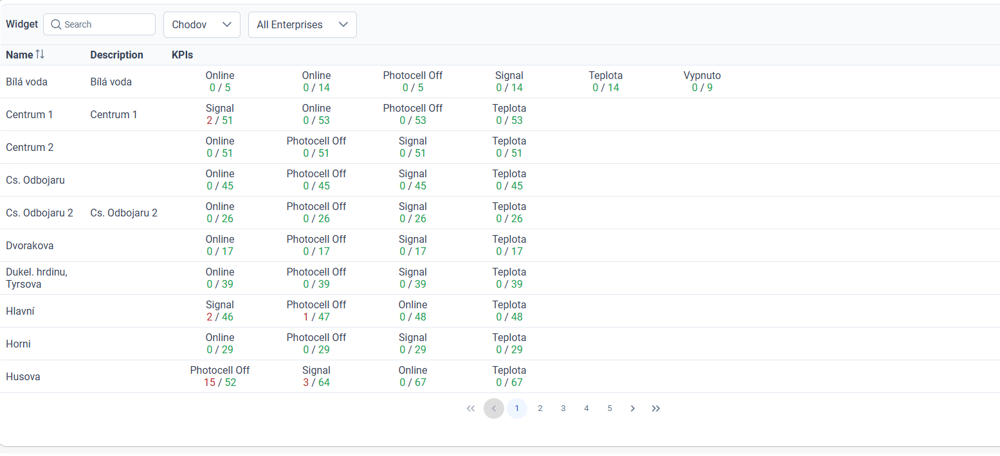 Widget Search Chodov All Enterprises
Name Description KPIs
Bílá voda Bílá voda
Online Online Photocell Off Signal Teplota Vypnuto
0 / 5 0 / 14 0 / 5 0 / 14 0 / 14 0 / 9
Centrum 1 Centrum 1
Signal Online Photocell Off Teplota
2 / 51 0 / 53 0 / 53 0 / 53
Centrum 2
Online Photocell Off Signal Teplota
0 / 51 0 / 51 0 / 51 0 / 51
Cs. Odbojaru
Online Photocell Off Signal Teplota
0 / 45 0 / 45 0 / 45 0 / 45
Cs. Odbojaru 2 Cs. Odbojaru 2
Online Photocell Off Signal Teplota
0 / 26 0 / 26 0 / 26 0 / 26
Dvorakova
Online Photocell Off Signal Teplota
0 / 17 0 / 17 0 / 17 0 / 17
Dukel. hrdinu,
Tyrsova
Online Photocell Off Signal Teplota
0 / 39 0 / 39 0 / 39 0 / 39
Hlavní
Signal Photocell Off Online Teplota
2 / 46 1 / 47 0 / 48 0 / 48
Horni
Online Photocell Off Signal Teplota
0 / 29 0 / 29 0 / 29 0 / 29
Husova
Photocell Off Signal Online Teplota
15 / 52 3 / 64 0 / 67 0 / 67
1 2 3 4 5